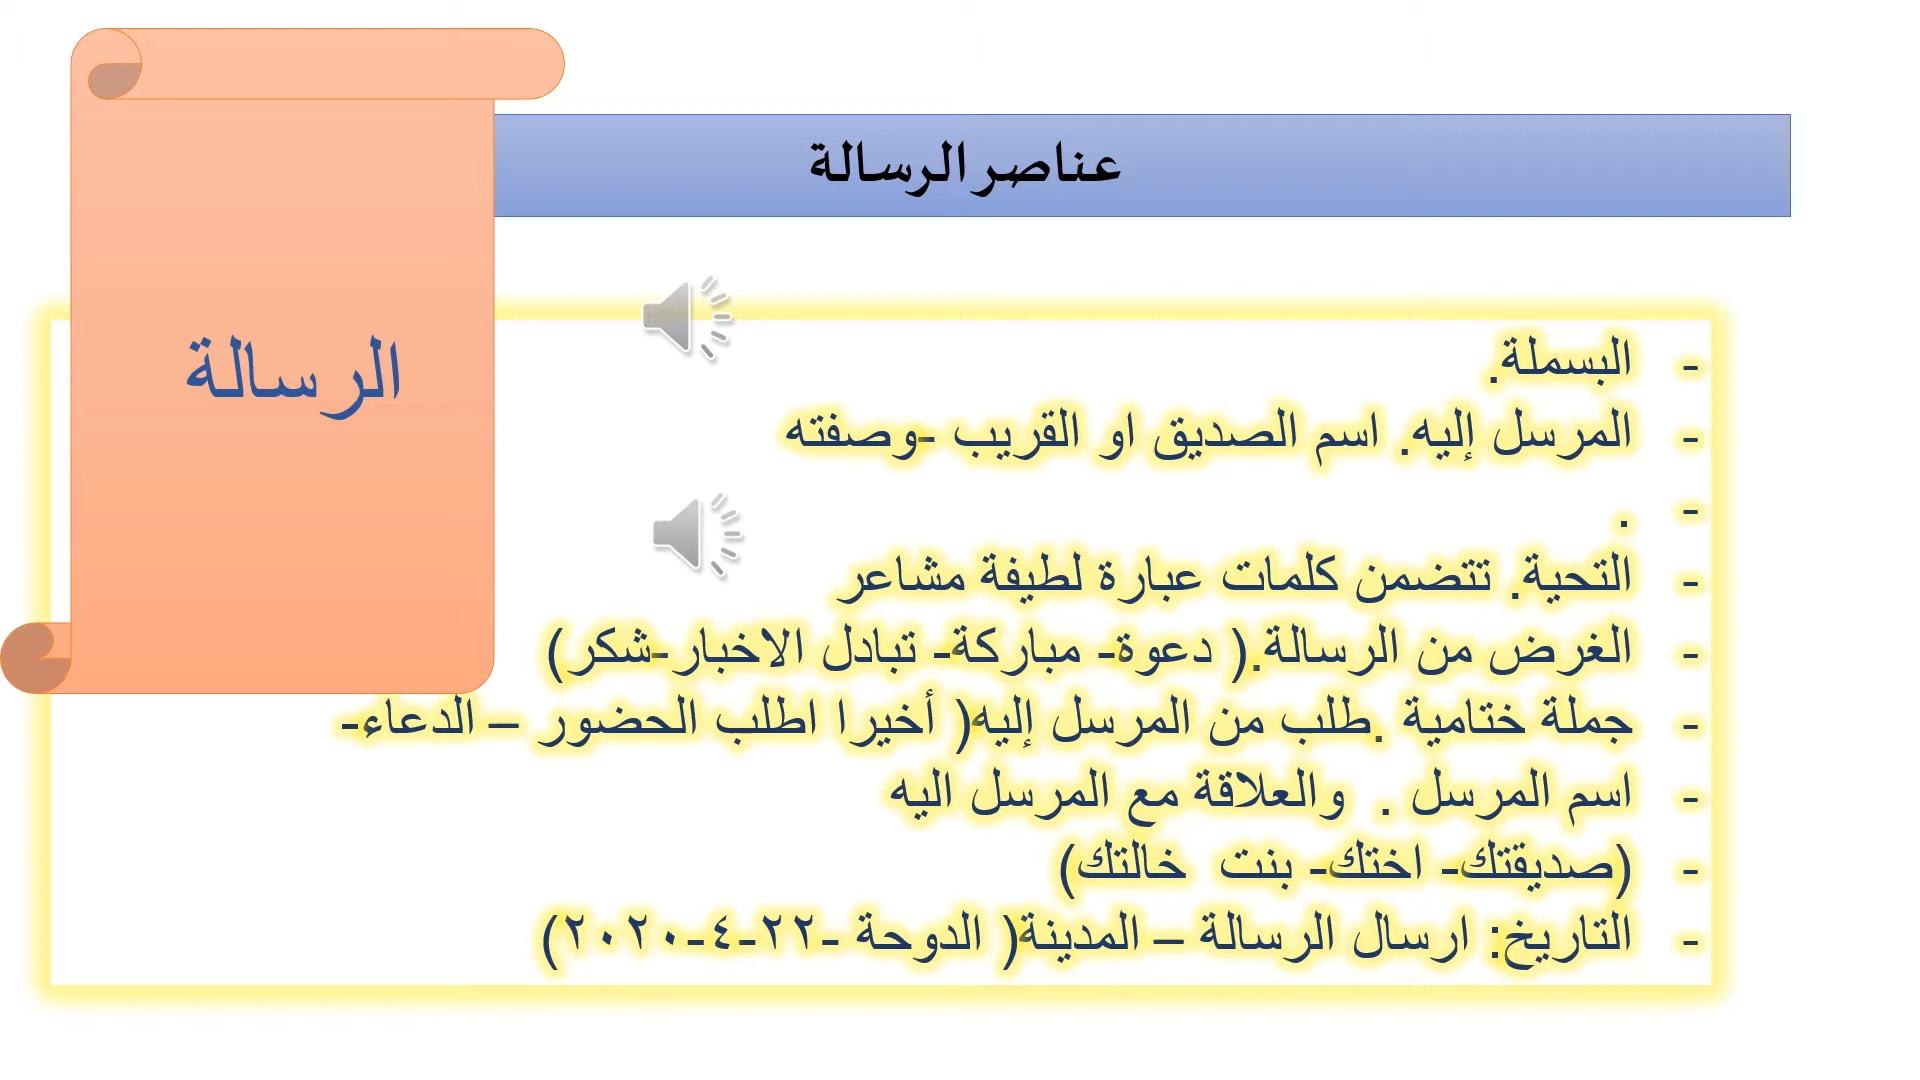 عناصر الرسالة
الرسالة
- البسملة.
- المرسل إليه. اسم الصديق او القريب -وصفته
- .
- التحية. تتضمن كلمات عبارة لطيفة مشاعر
- الغرض من الرسالة.( دعوة- مباركة- تبادل الاخبار-شكر)
- جملة ختامية .طلب من المرسل إليه( أخيرا اطلب الحضور – الدعاء-
- اسم المرسل . والعلاقة مع المرسل اليه
- (صديقتك- اختك- بنت خالتك)
- التاريخ: ارسال الرسالة – المدينة( الدوحة -٢٢-٤-٢٠٢٠)